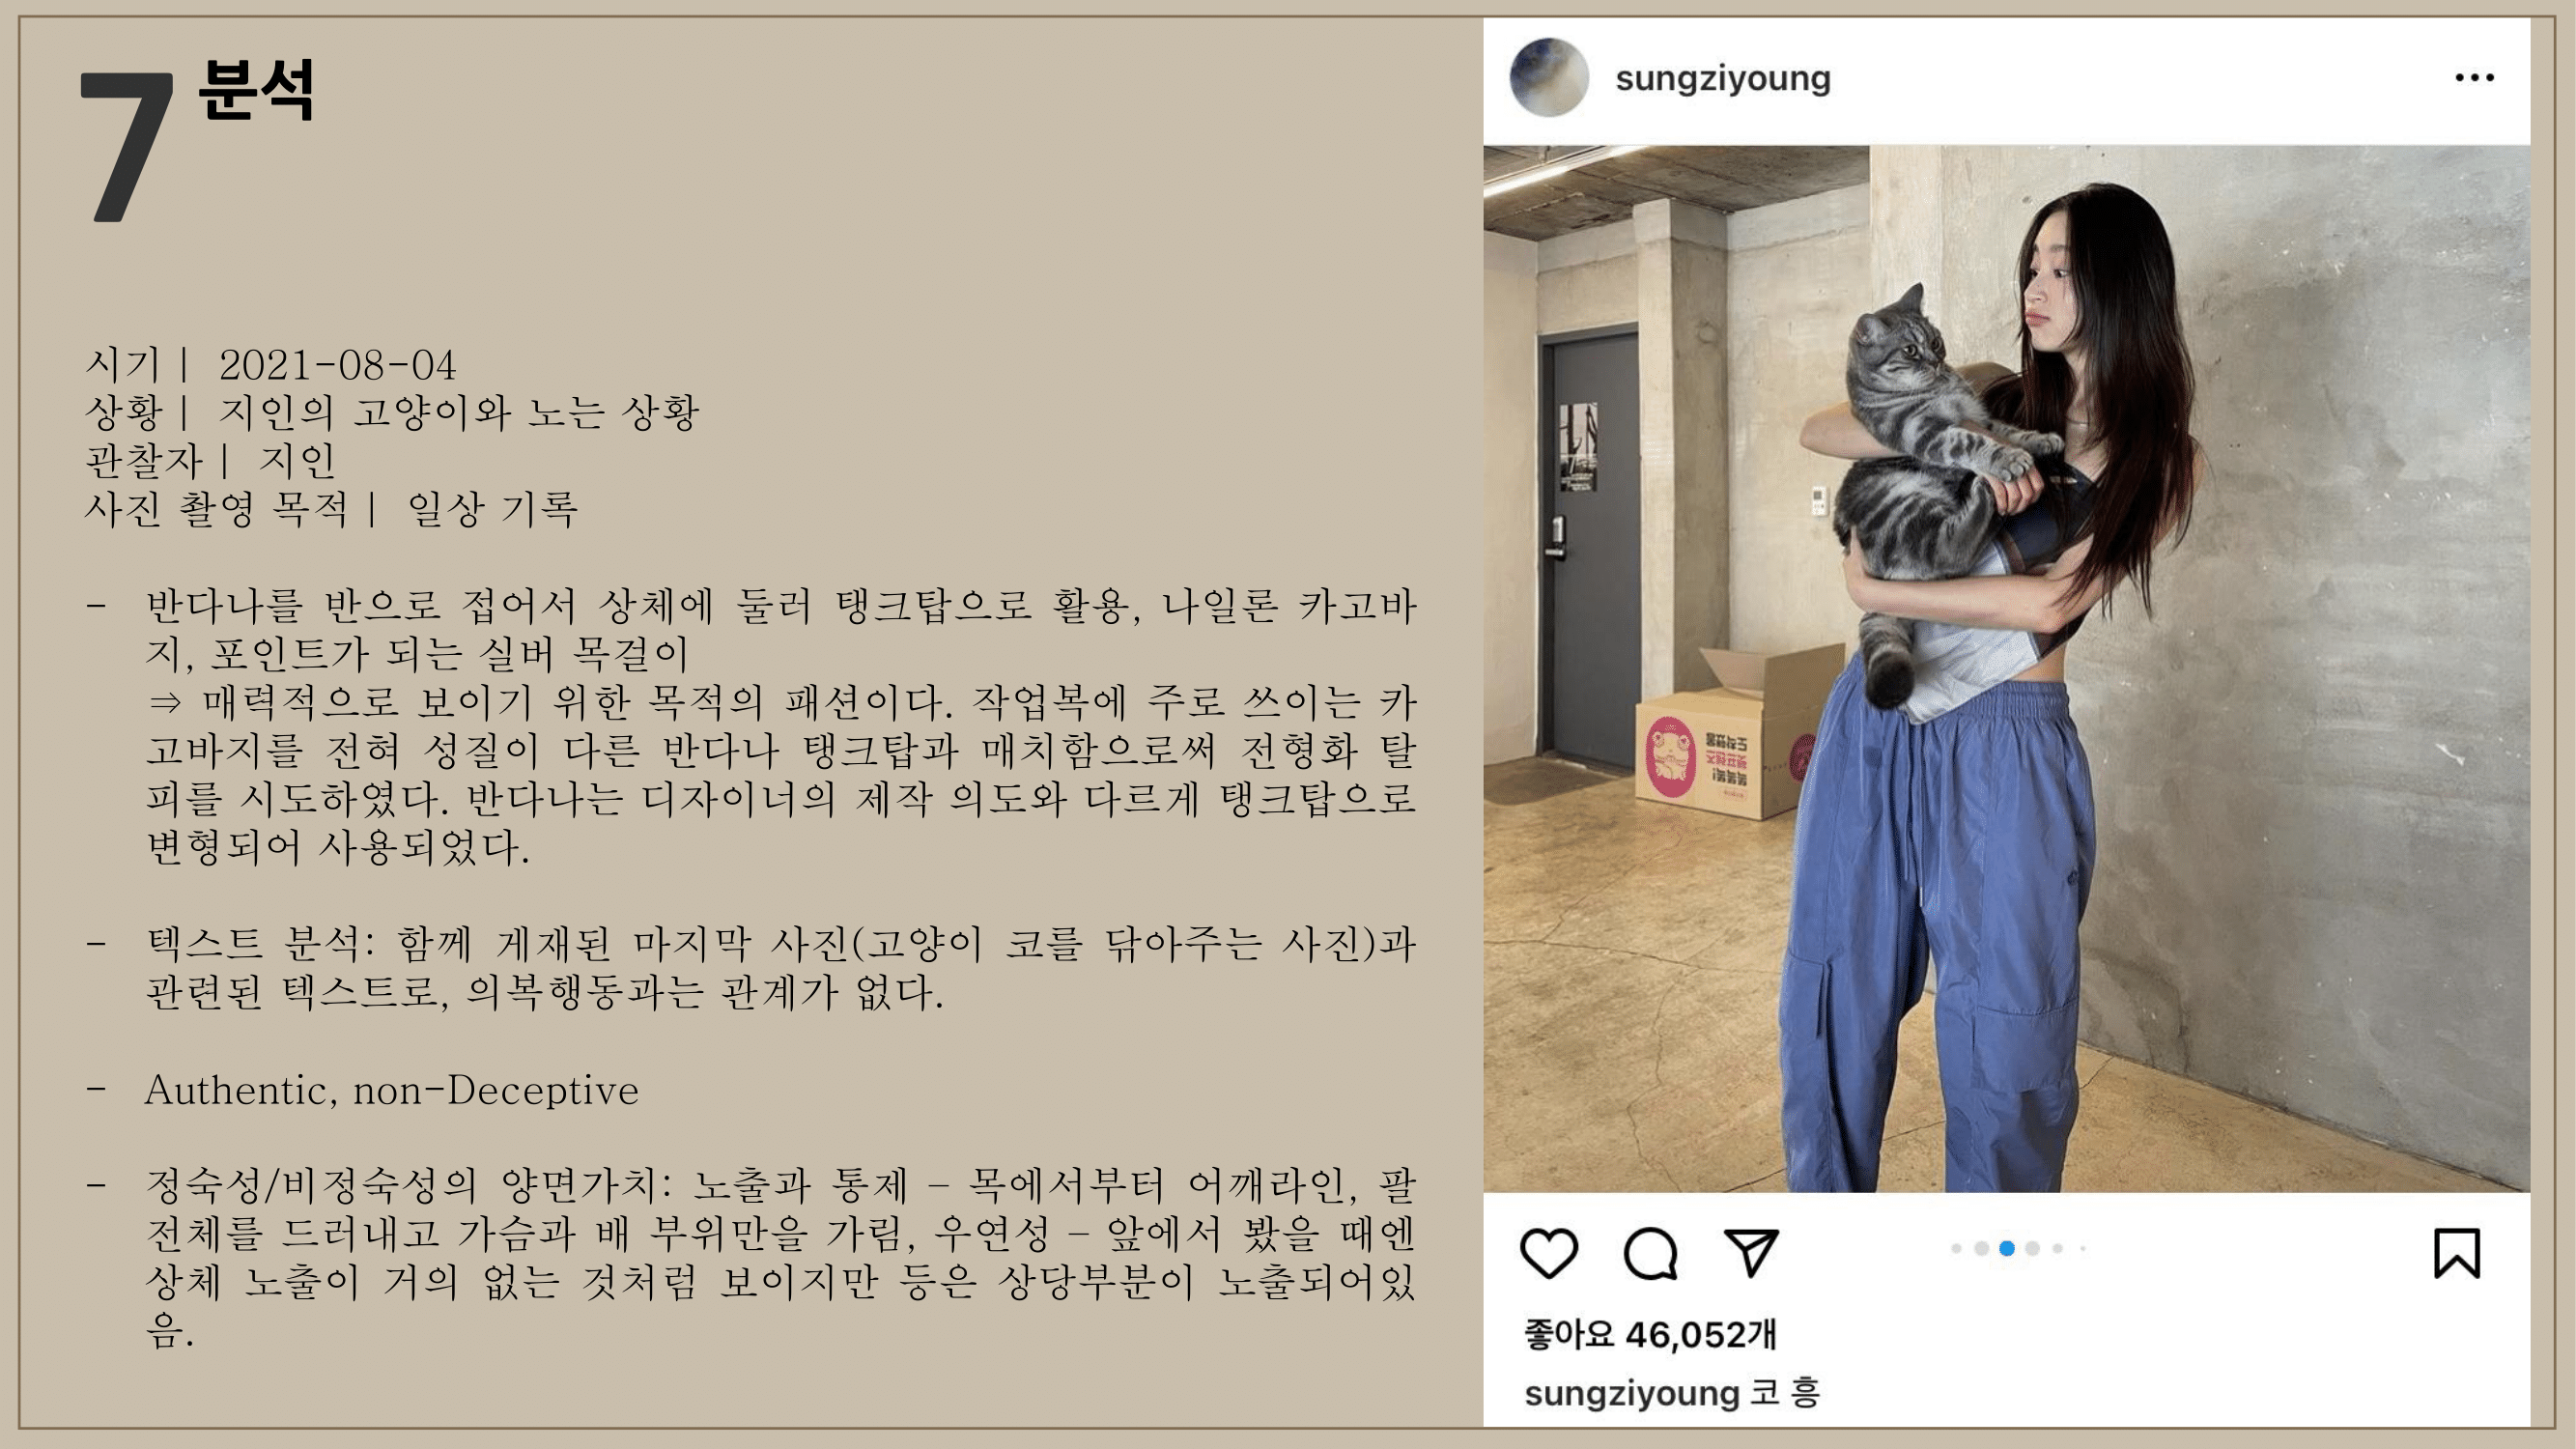 7 분석
시기 | 2021-08-04
상황 | 지인의 고양이와 노는 상황
관찰자 | 지인
사진 촬영 목적 | 일상 기록
- 반다나를 반으로 접어서 상체에 둘러 탱크탑으로 활용, 나일론 카고바
지, 포인트가 되는 실버 목걸이
⇒ 매력적으로 보이기 위한 목적의 패션이다. 작업복에 주로 쓰이는 카
고바지를 전혀 성질이 다른 반다나 탱크탑과 매치함으로써 전형화 탈
피를 시도하였다. 반다나는 디자이너의 제작 의도와 다르게 탱크탑으로
변형되어 사용되었다.
- 텍스트 분석: 함께 게재된 마지막 사진(고양이 코를 닦아주는 사진)과
관련된 텍스트로, 의복행동과는 관계가 없다.
- Authentic, non-Deceptive
- 정숙성/비정숙성의 양면가치: 노출과 통제 – 목에서부터 어깨라인, 팔
전체를 드러내고 가슴과 배 부위만을 가림, 우연성 – 앞에서 봤을 때엔
상체 노출이 거의 없는 것처럼 보이지만 등은 상당부분이 노출되어있
음.
sungziyoung
좋아요 46,052개
sungziyoung 코 흥